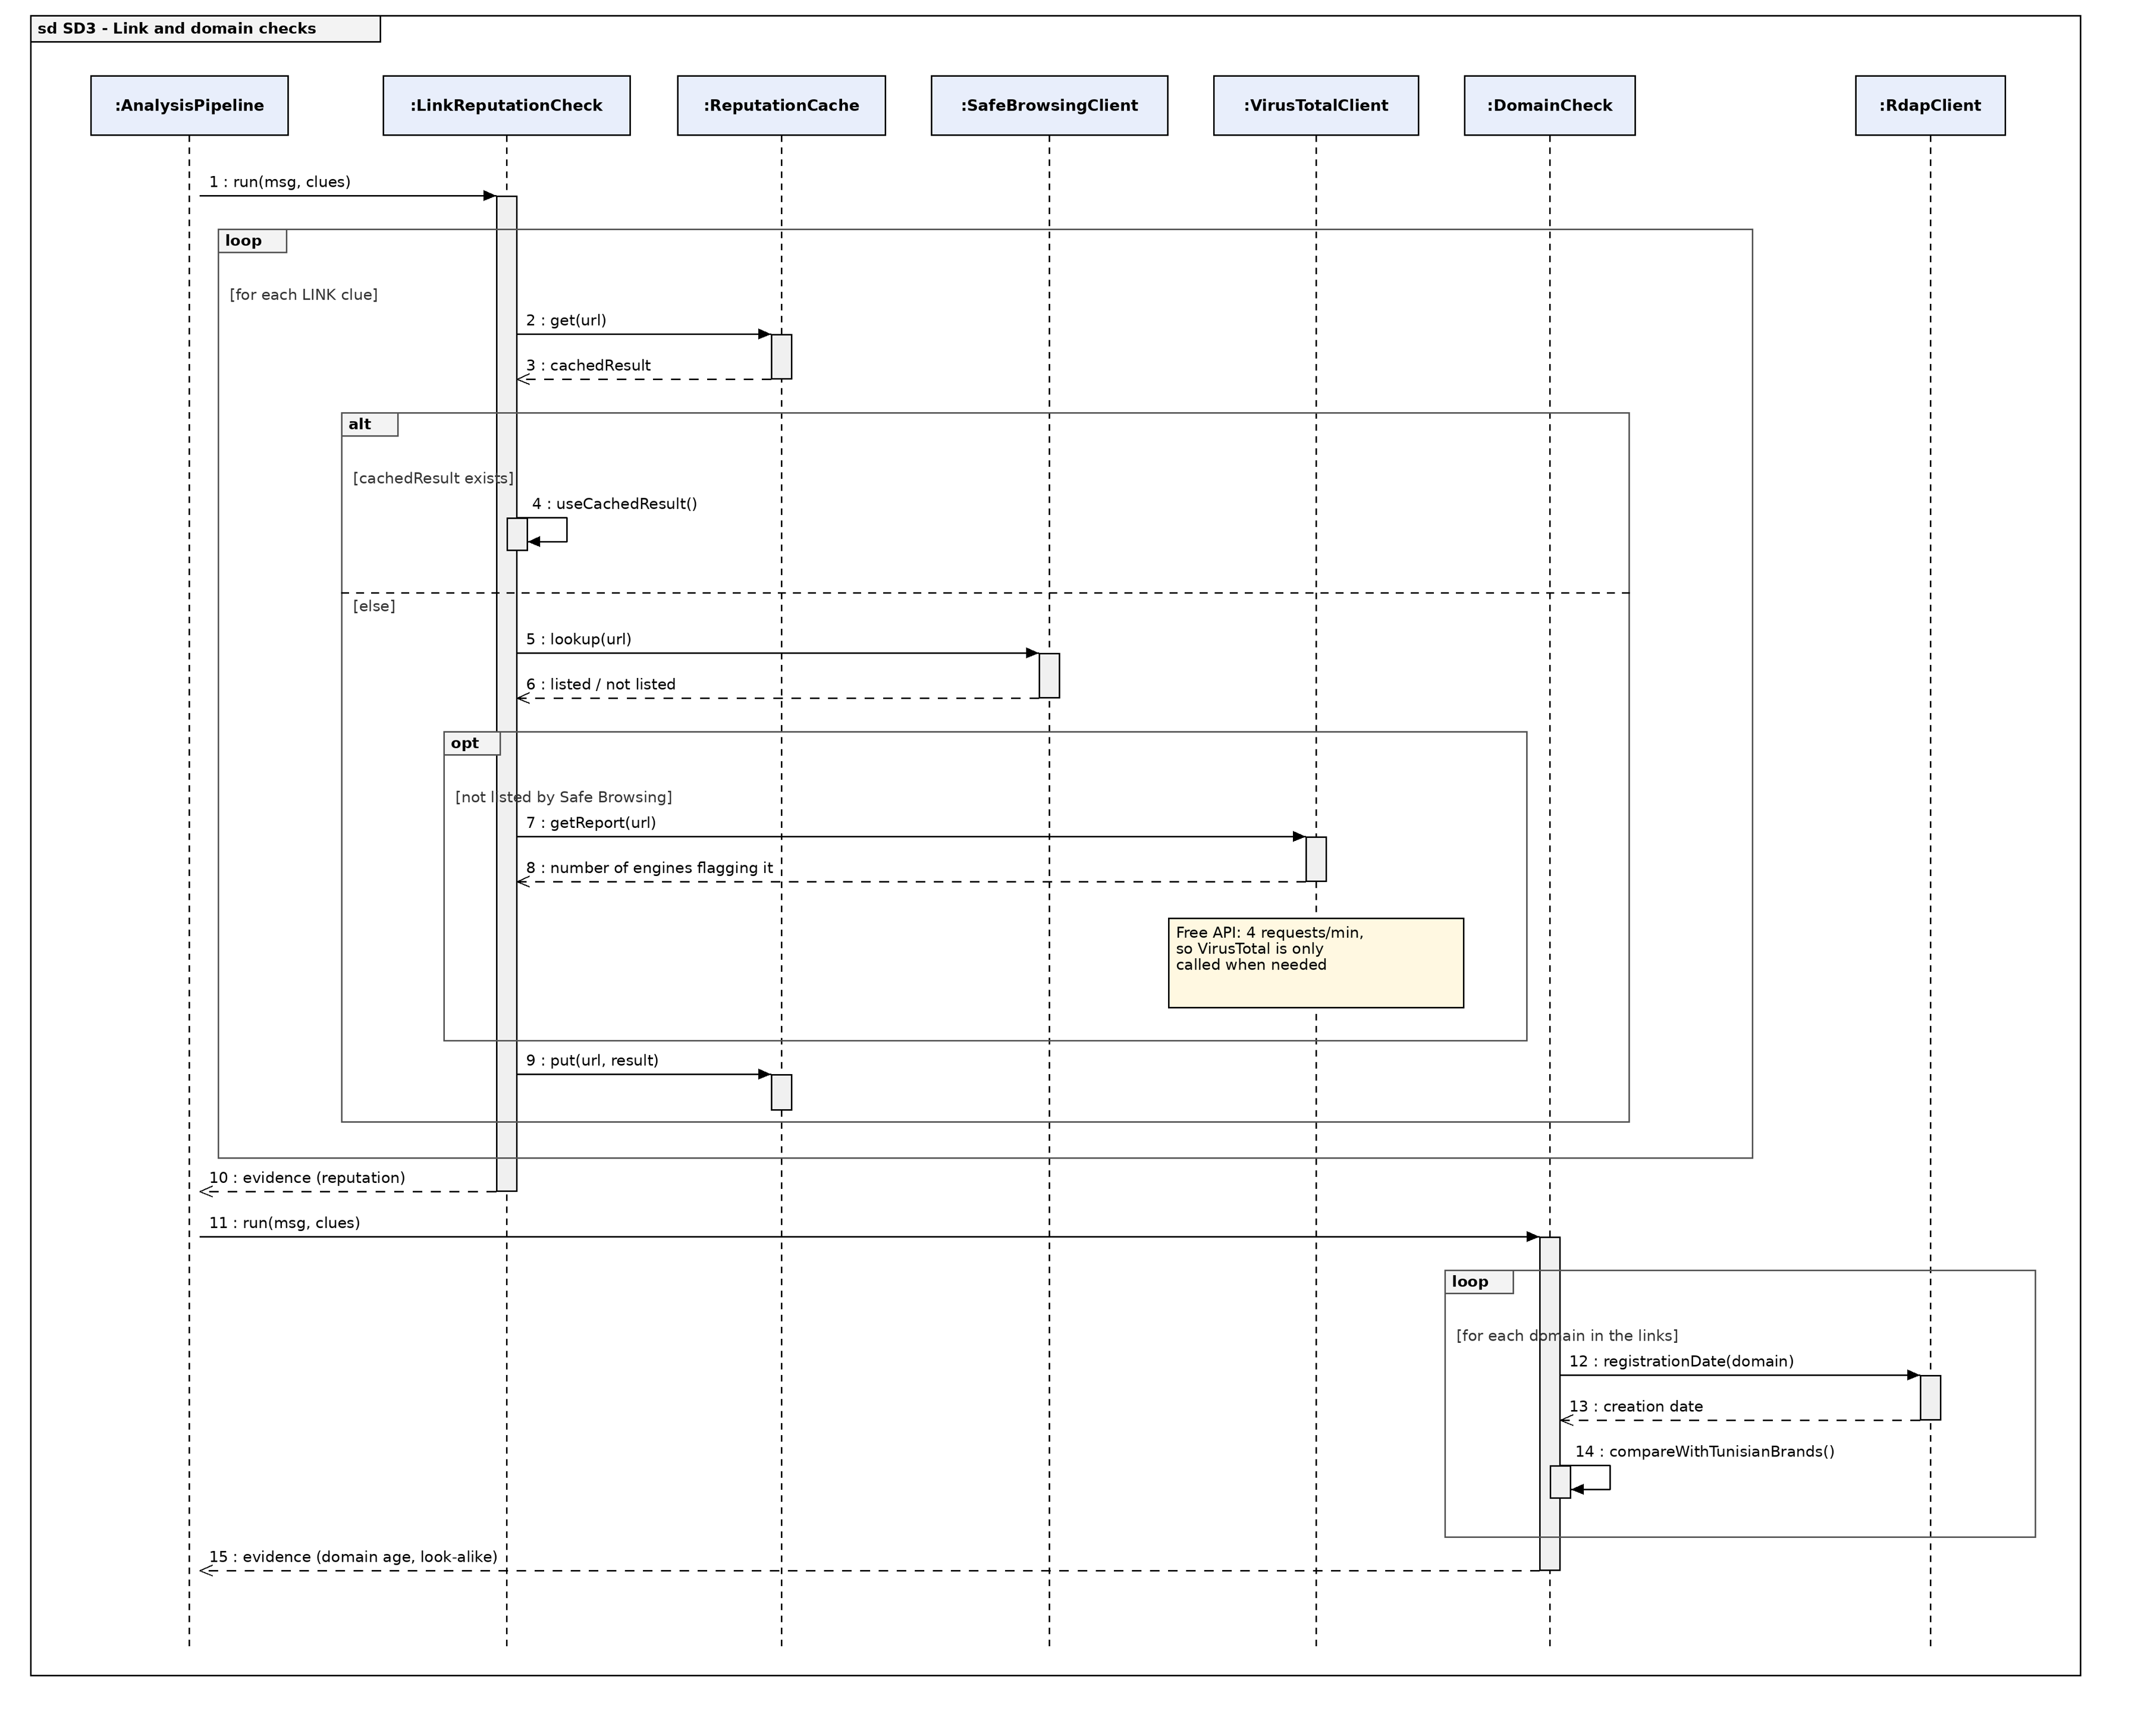 sd SD3 - Link and domain checks
:AnalysisPipeline
:LinkReputationCheck
:ReputationCache
:SafeBrowsingClient
:VirusTotalClient
:DomainCheck
:RdapClient
1 : run(msg, clues)
loop
[for each LINK clue]
2 : get(url)
3 : cachedResult
alt
[cachedResult exists]
4 : useCachedResult()
[else]
5 : lookup(url)
6 : listed / not listed
opt
[not listed by Safe Browsing]
7 : getReport(url)
8 : number of engines flagging it
Free API: 4 requests/min,
so VirusTotal is only
called when needed
9 : put(url, result)
10 : evidence (reputation)
11 : run(msg, clues)
loop
[for each domain in the links]
12 : registrationDate(domain)
13 : creation date
14 : compareWithTunisianBrands()
15 : evidence (domain age, look-alike)